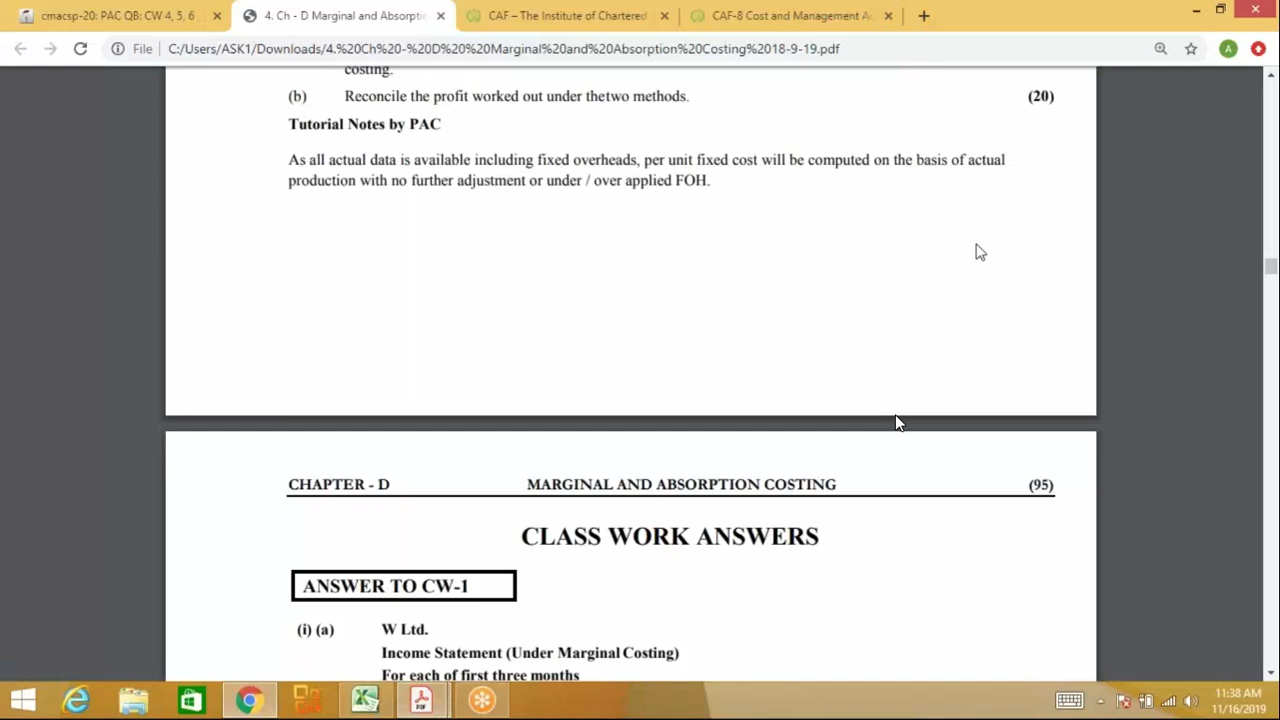 cmacsp-20: PAC QB: CW 4, 5, 6
4. Ch - D Marginal and Absorptio
CAF – The Institute of Chartered
CAF-8 Cost and Management Ac
File
C:/Users/ASK1/Downloads/4.%20Ch%20-%20D%20%20Marginal%20and%20Absorption%20Costing%2018-9-19.pdf
A
costing.
(b) Reconcile the profit worked out under thetwo methods. (20)
Tutorial Notes by PAC
As all actual data is available including fixed overheads, per unit fixed cost will be computed on the basis of actual
production with no further adjustment or under / over applied FOH.
CHAPTER - D MARGINAL AND ABSORPTION COSTING (95)
CLASS WORK ANSWERS
ANSWER TO CW-1
(i) (a) W Ltd.
Income Statement (Under Marginal Costing)
For each of first three months
PDF
11:38 AM
11/16/2019